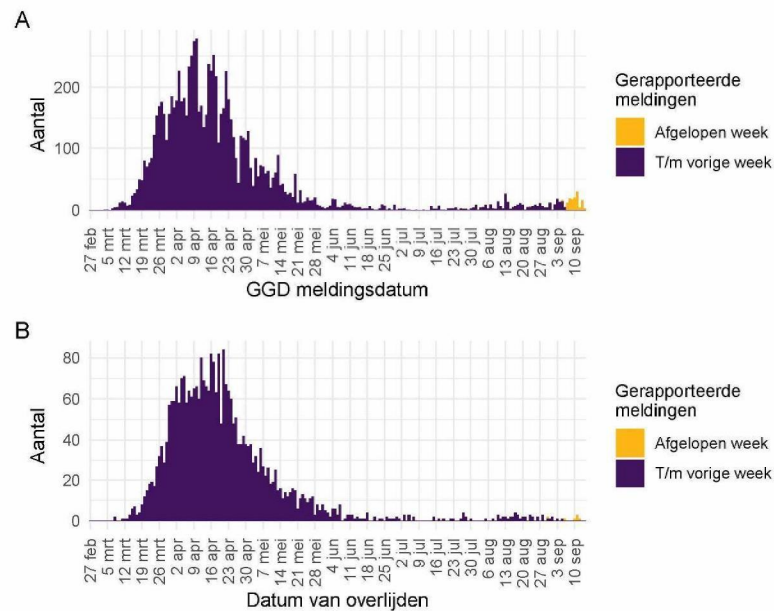 A
Aantal
200
100
0
27 feb
5 mrt
12 mrt
19 mrt
26 mrt
2 apr
9 apr
16 apr
23 apr
30 apr
7 mei
14 mei
21 mei
28 mei
4 jun
11 jun
18 jun
25 jun
2 jul
9 jul
16 jul
23 jul
30 jul
6 aug
13 aug
20 aug
27 aug
3 sep
10 sep
GGD meldingsdatum
Gerapporteerde
meldingen
Afgelopen week
T/m vorige week
B
Aantal
80
60
40
20
0
27 feb
5 mrt
12 mrt
19 mrt
26 mrt
2 apr
9 apr
16 apr
23 apr
30 apr
7 mei
14 mei
21 mei
28 mei
4 jun
11 jun
18 jun
25 jun
2 jul
9 jul
16 jul
23 jul
30 jul
6 aug
13 aug
20 aug
27 aug
3 sep
10 sep
Datum van overlijden
Gerapporteerde
meldingen
Afgelopen week
T/m vorige week